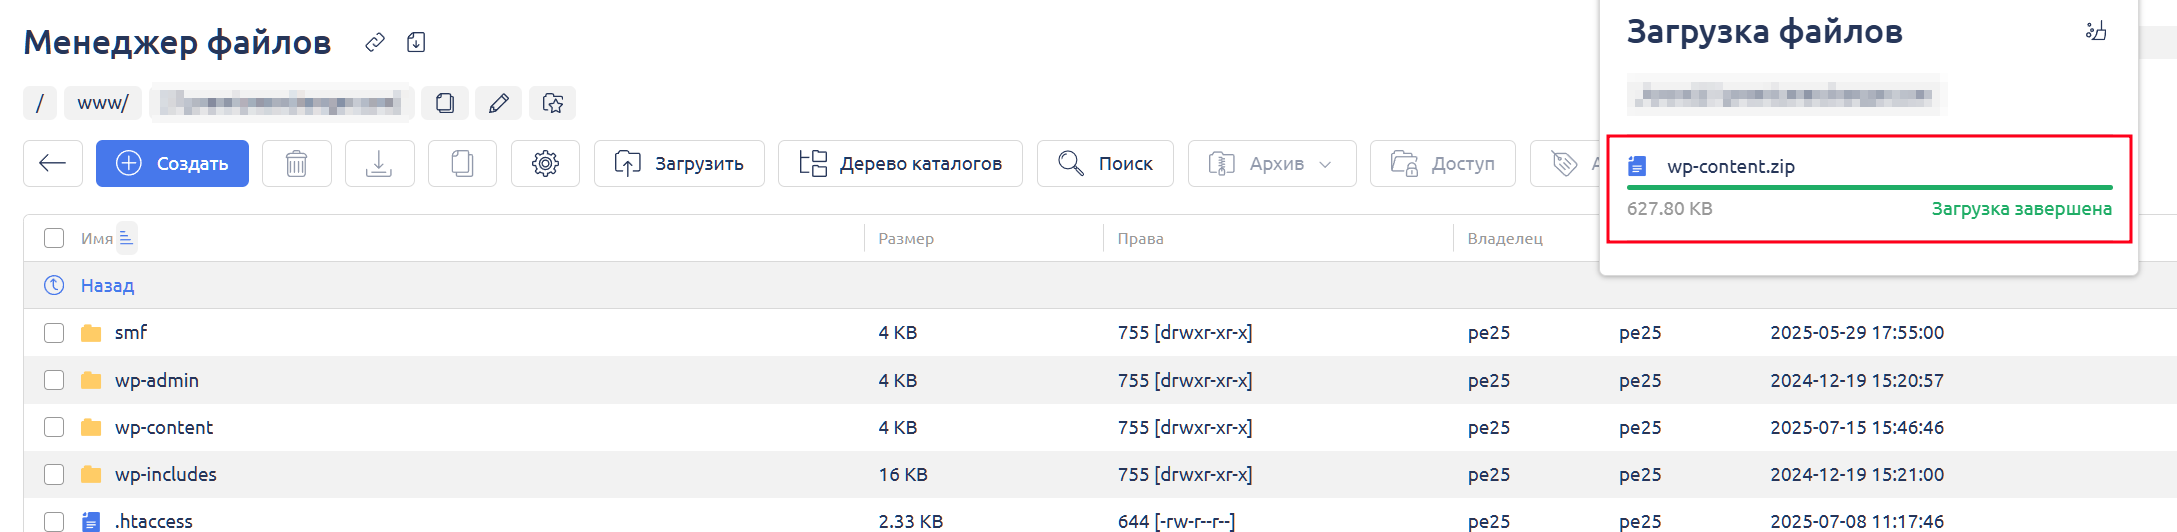 Менеджер файлов
/ www/
Создать Загрузить Дерево каталогов Поиск Архив Доступ
Имя Размер Права Владелец
Назад
smf 4 KB 755 [drwxr-xr-x] pe25 pe25 2025-05-29 17:55:00
wp-admin 4 KB 755 [drwxr-xr-x] pe25 pe25 2024-12-19 15:20:57
wp-content 4 KB 755 [drwxr-xr-x] pe25 pe25 2025-07-15 15:46:46
wp-includes 16 KB 755 [drwxr-xr-x] pe25 pe25 2024-12-19 15:21:00
.htaccess 2.33 KB 644 [-rw-r--r--] pe25 pe25 2025-07-08 11:17:46
Загрузка файлов
wp-content.zip
627.80 KB Загрузка завершена